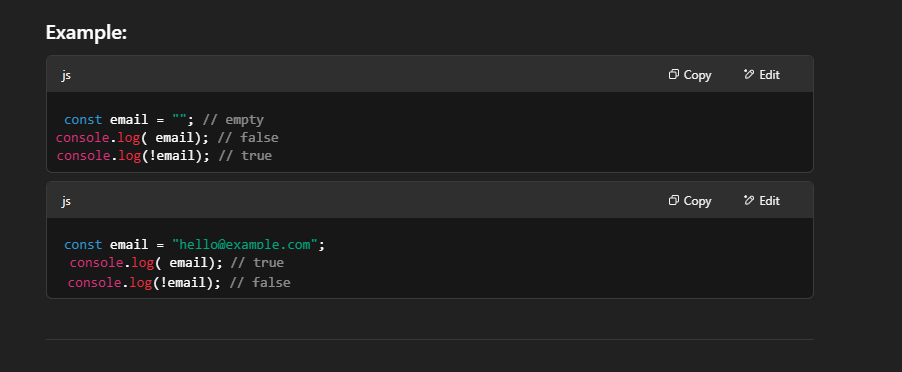 Example:
js Copy Edit
const email = ""; // empty
console.log( email); // false
console.log(!email); // true
js Copy Edit
const email = "hello@example.com";
console.log( email); // true
console.log(!email); // false